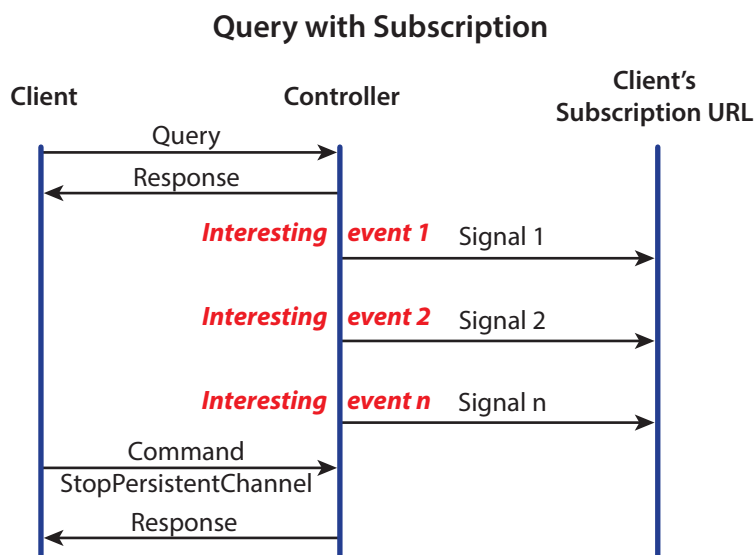 Query with Subscription
Client
Controller
Client's
Subscription URL
Query
Response
Interesting event 1 Signal 1
Interesting event 2 Signal 2
Interesting event n Signal n
Command
StopPersistentChannel
Response